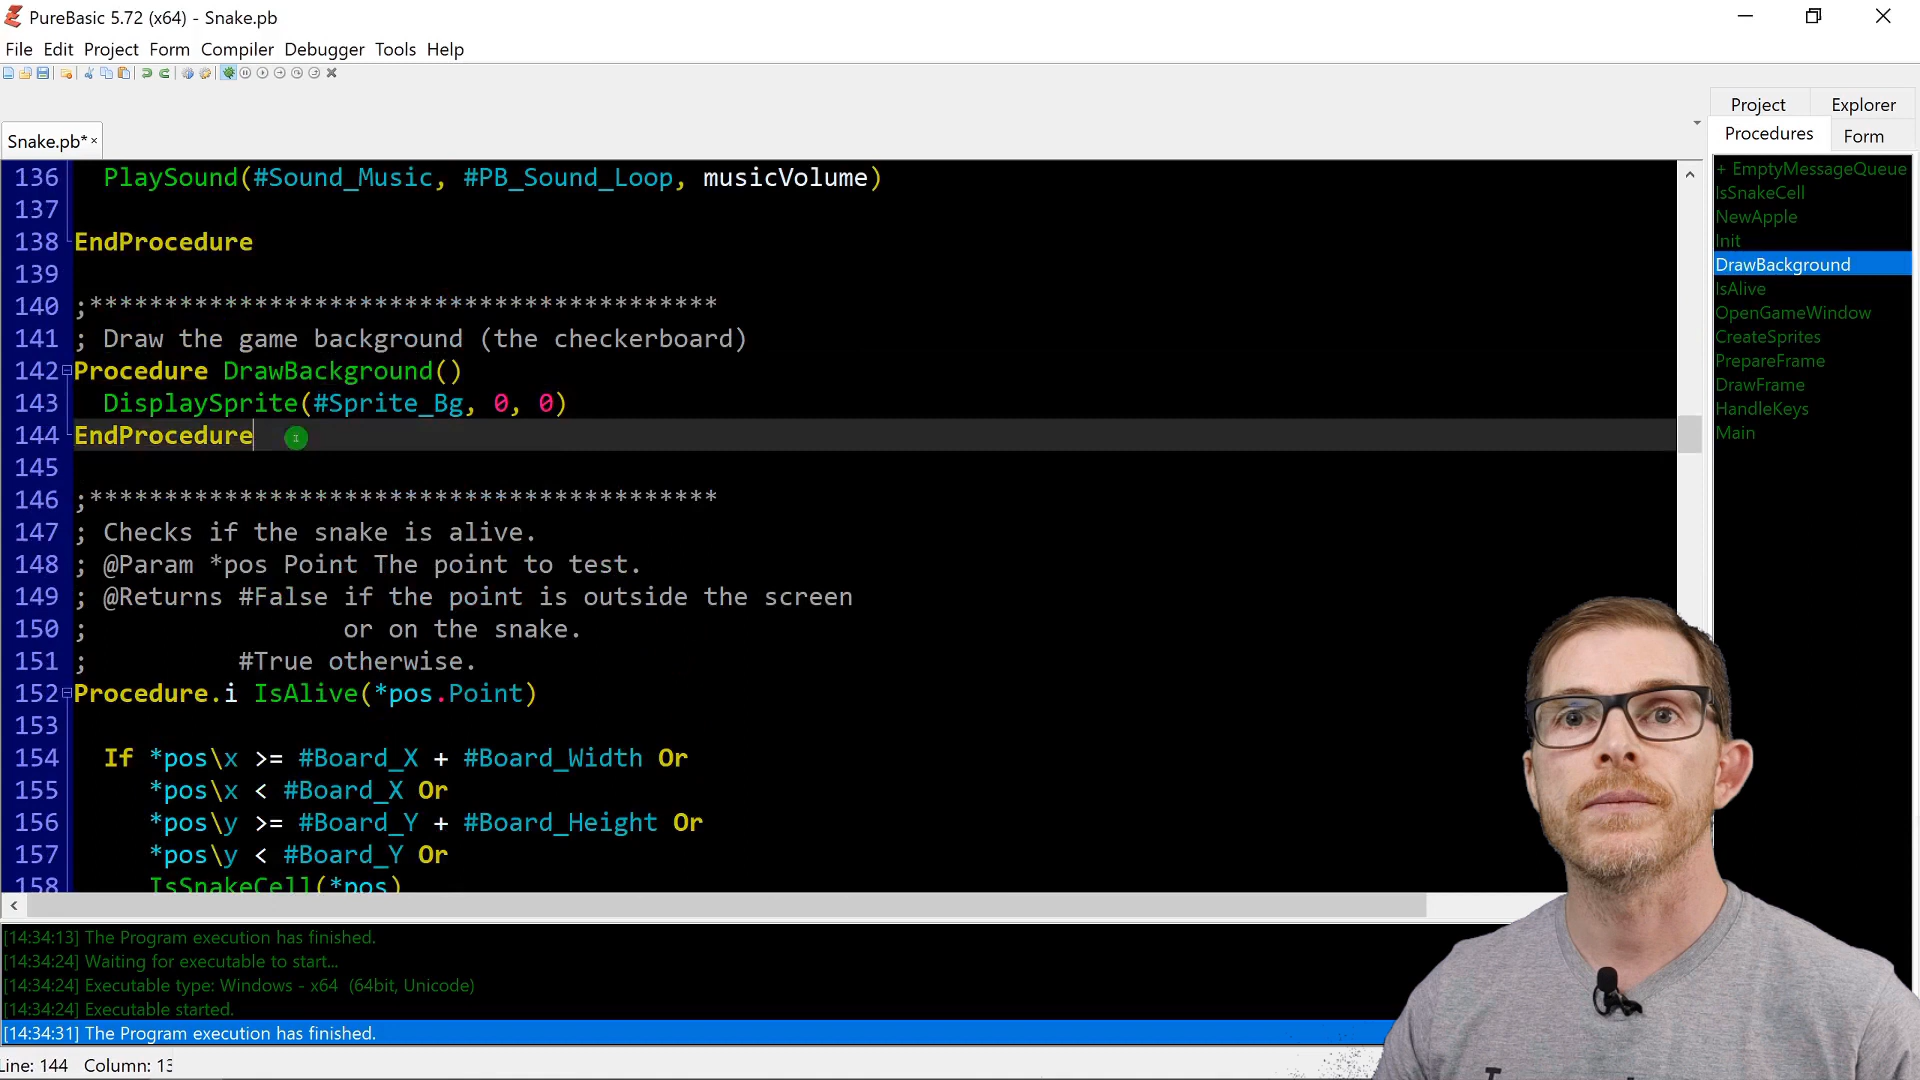 PureBasic 5.72 (x64) - Snake.pb
File Edit Project Form Compiler Debugger Tools Help
Project Explorer
Procedures Form
Snake.pb*
136 PlaySound(#Sound_Music, #PB_Sound_Loop, musicVolume)
137
138 EndProcedure
139
140 ;******************************************
141 ; Draw the game background (the checkerboard)
142 Procedure DrawBackground()
143 DisplaySprite(#Sprite_Bg, 0, 0)
144 EndProcedure
145
146 ;******************************************
147 ; Checks if the snake is alive.
148 ; @Param *pos Point The point to test.
149 ; @Returns #False if the point is outside the screen
150 ; or on the snake.
151 ; #True otherwise.
152 Procedure.i IsAlive(*pos.Point)
153
154 If *pos\x >= #Board_X + #Board_Width Or
155 *pos\x < #Board_X Or
156 *pos\y >= #Board_Y + #Board_Height Or
157 *pos\y < #Board_Y Or
158 IsSnakeCell(*pos)
+ EmptyMessageQueue
IsSnakeCell
NewApple
Init
DrawBackground
IsAlive
OpenGameWindow
CreateSprites
PrepareFrame
DrawFrame
HandleKeys
Main
[14:34:13] The Program execution has finished.
[14:34:24] Waiting for executable to start...
[14:34:24] Executable type: Windows - x64 (64bit, Unicode)
[14:34:24] Executable started.
[14:34:31] The Program execution has finished.
Line: 144 Column: 13